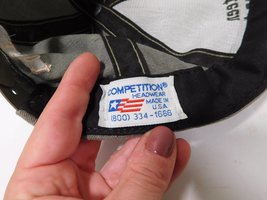 COMPETITION®
HEADWEAR
MADE IN
U.S.A
(800) 334-1666